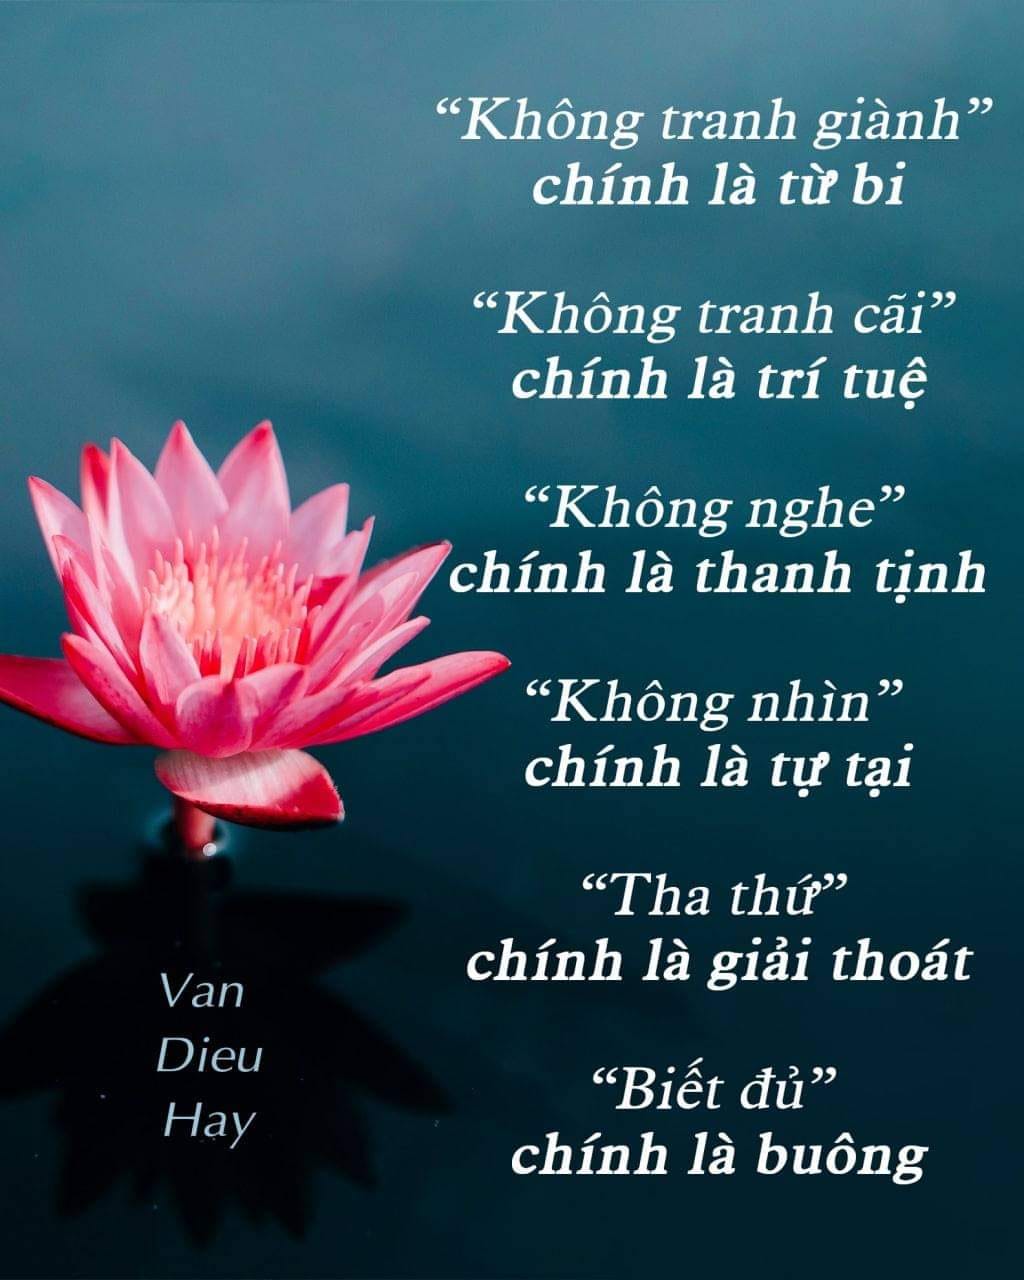 “Không tranh giành”
chính là từ bi
“Không tranh cãi”
chính là trí tuệ
“Không nghe”
chính là thanh tịnh
“Không nhìn”
chính là tự tại
“Tha thứ”
chính là giải thoát
“Biết đủ”
chính là buông
Van
Dieu
Hay